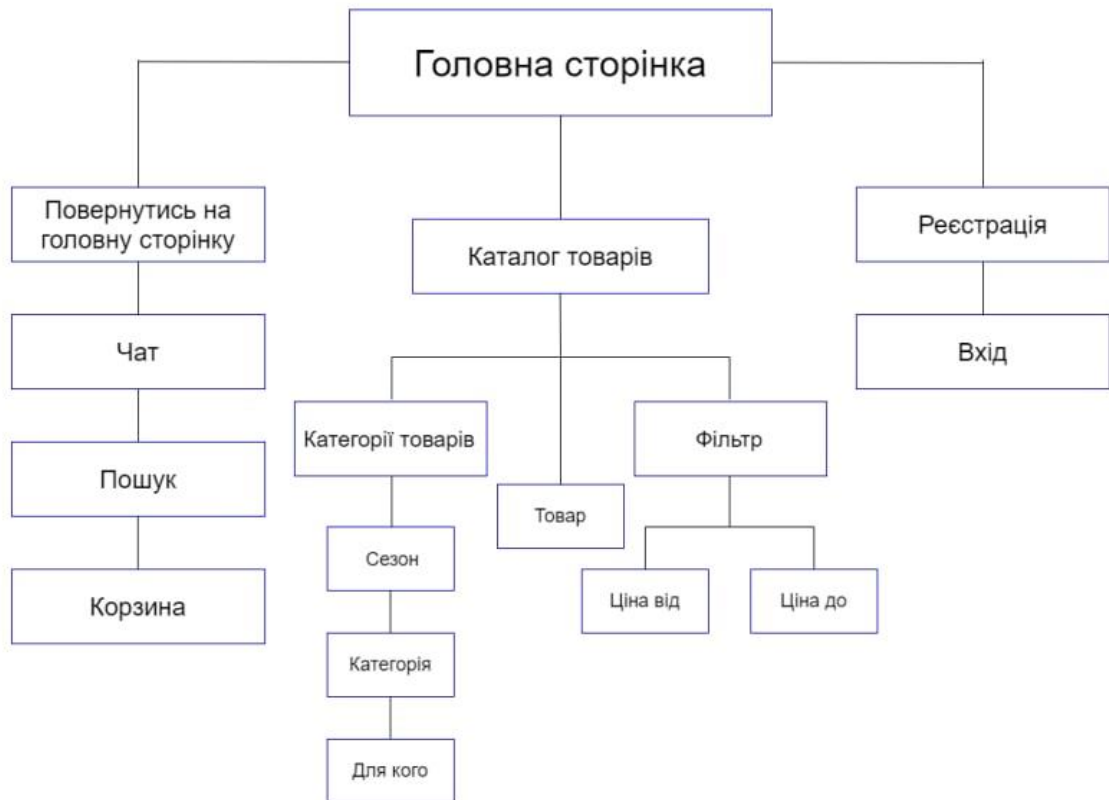 Головна сторінка
Повернутись на
головну сторінку
Чат
Пошук
Корзина
Каталог товарів
Категорії товарів
Сезон
Категорія
Для кого
Товар
Фільтр
Ціна від
Ціна до
Реєстрація
Вхід